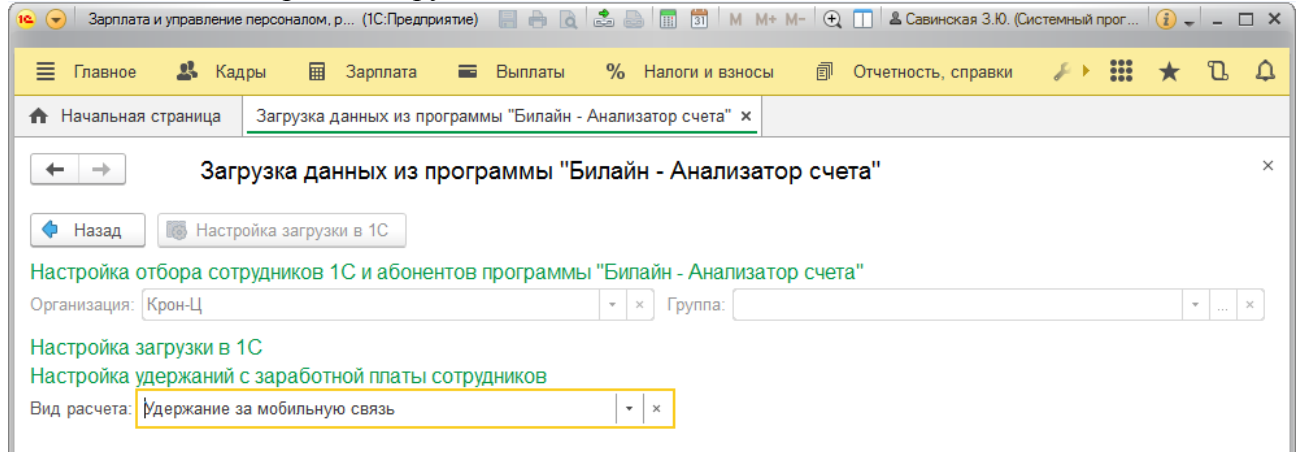 1С Зарплата и управление персоналом, р... (1С:Предприятие) 31 M M+ M- Савинская З.Ю. (Системный прог...
Главное Кадры Зарплата Выплаты % Налоги и взносы Отчетность, справки
Начальная страница Загрузка данных из программы "Билайн - Анализатор счета" ×
Загрузка данных из программы "Билайн - Анализатор счета" ×
Назад Настройка загрузки в 1С
Настройка отбора сотрудников 1С и абонентов программы "Билайн - Анализатор счета"
Организация: Крон-Ц × Группа: ... ×
Настройка загрузки в 1С
Настройка удержаний с заработной платы сотрудников
Вид расчета: Удержание за мобильную связь ×